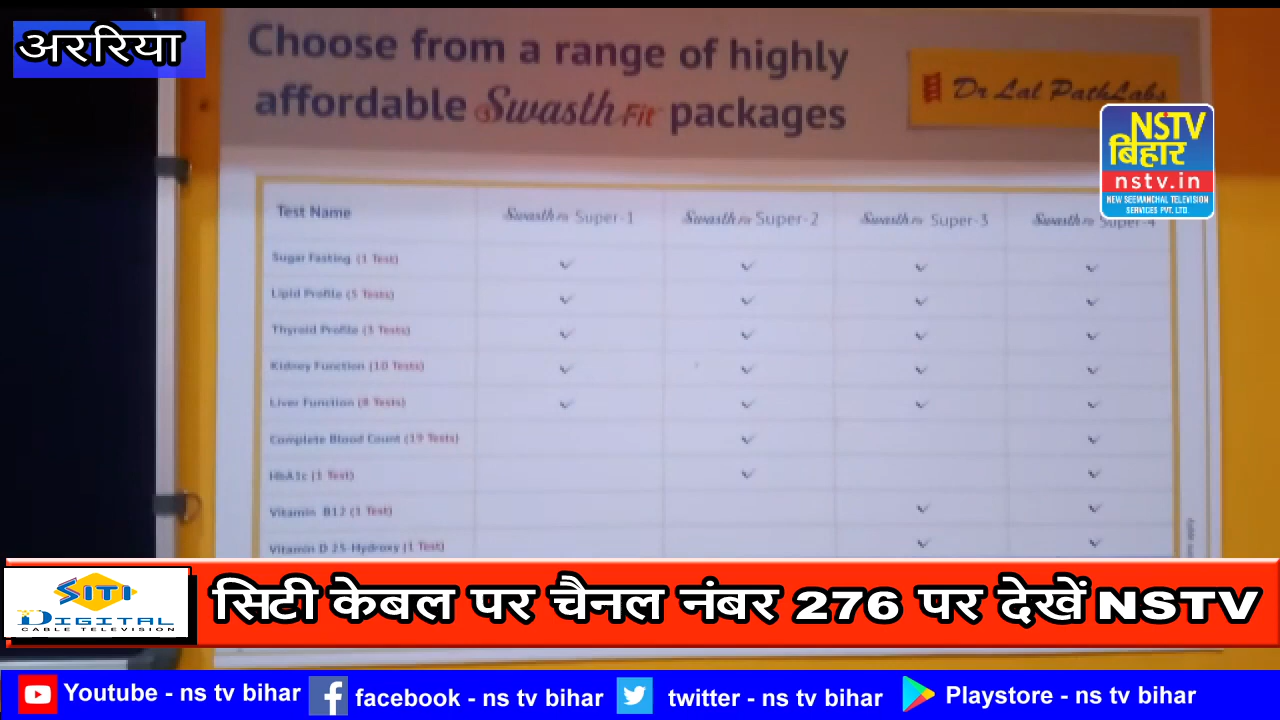 अररिया
Choose from a range of highly
affordable Swasth Fit packages
Dr Lal PathLabs
NSTV
बिहार
nstv.in
NEW SEEMANCHAL TELEVISION
SERVICES PVT. LTD.
Test Name Swasth Fit Super-1 Swasth Fit Super-2 Swasth Fit Super-3 Swasth Fit Super-4
Sugar Fasting (1 Test)
Lipid Profile (5 Tests)
Thyroid Profile (3 Tests)
Kidney Function (10 Tests)
Liver Function (8 Tests)
Complete Blood Count (19 Tests)
HbA1c (1 Test)
Vitamin B12 (1 Test)
Vitamin D 25-Hydroxy (1 Test)
SITI
DIGITAL
CABLE TELEVISION
सिटी केबल पर चैनल नंबर 276 पर देखें NSTV
Youtube - ns tv bihar facebook - ns tv bihar twitter - ns tv bihar Playstore - ns tv bihar